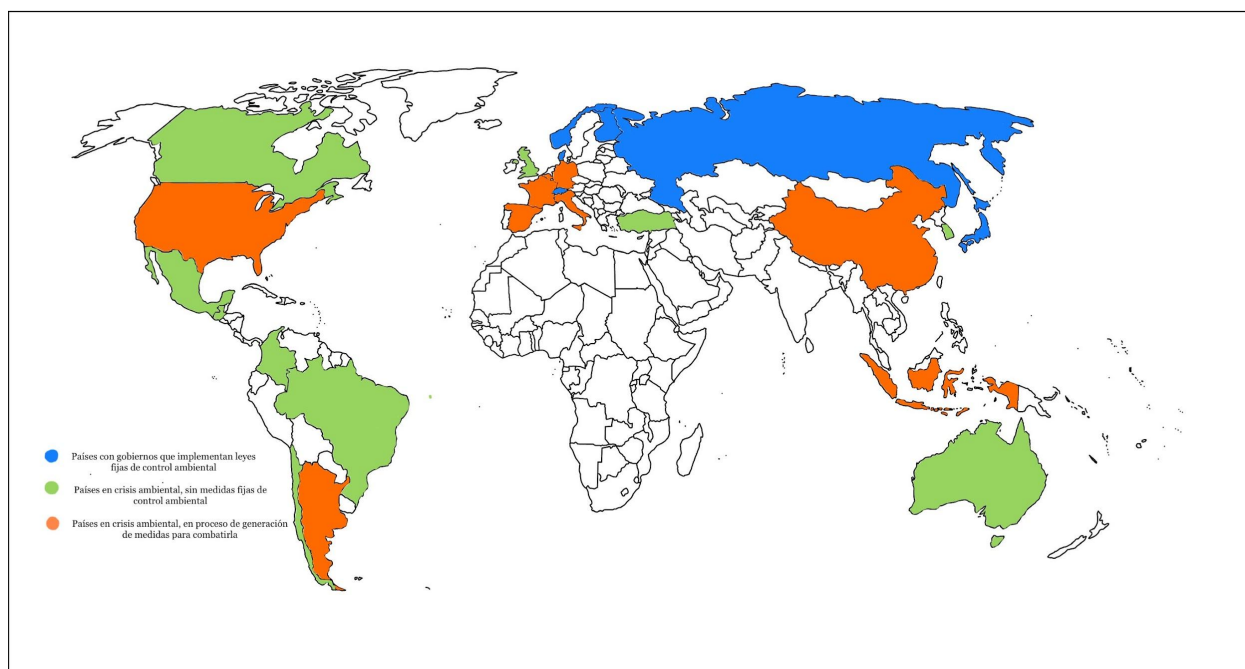 Países con gobiernos que implementan leyes
fijas de control ambiental
Países en crisis ambiental, sin medidas fijas de
control ambiental
Países en crisis ambiental, en proceso de generación
de medidas para combatirla